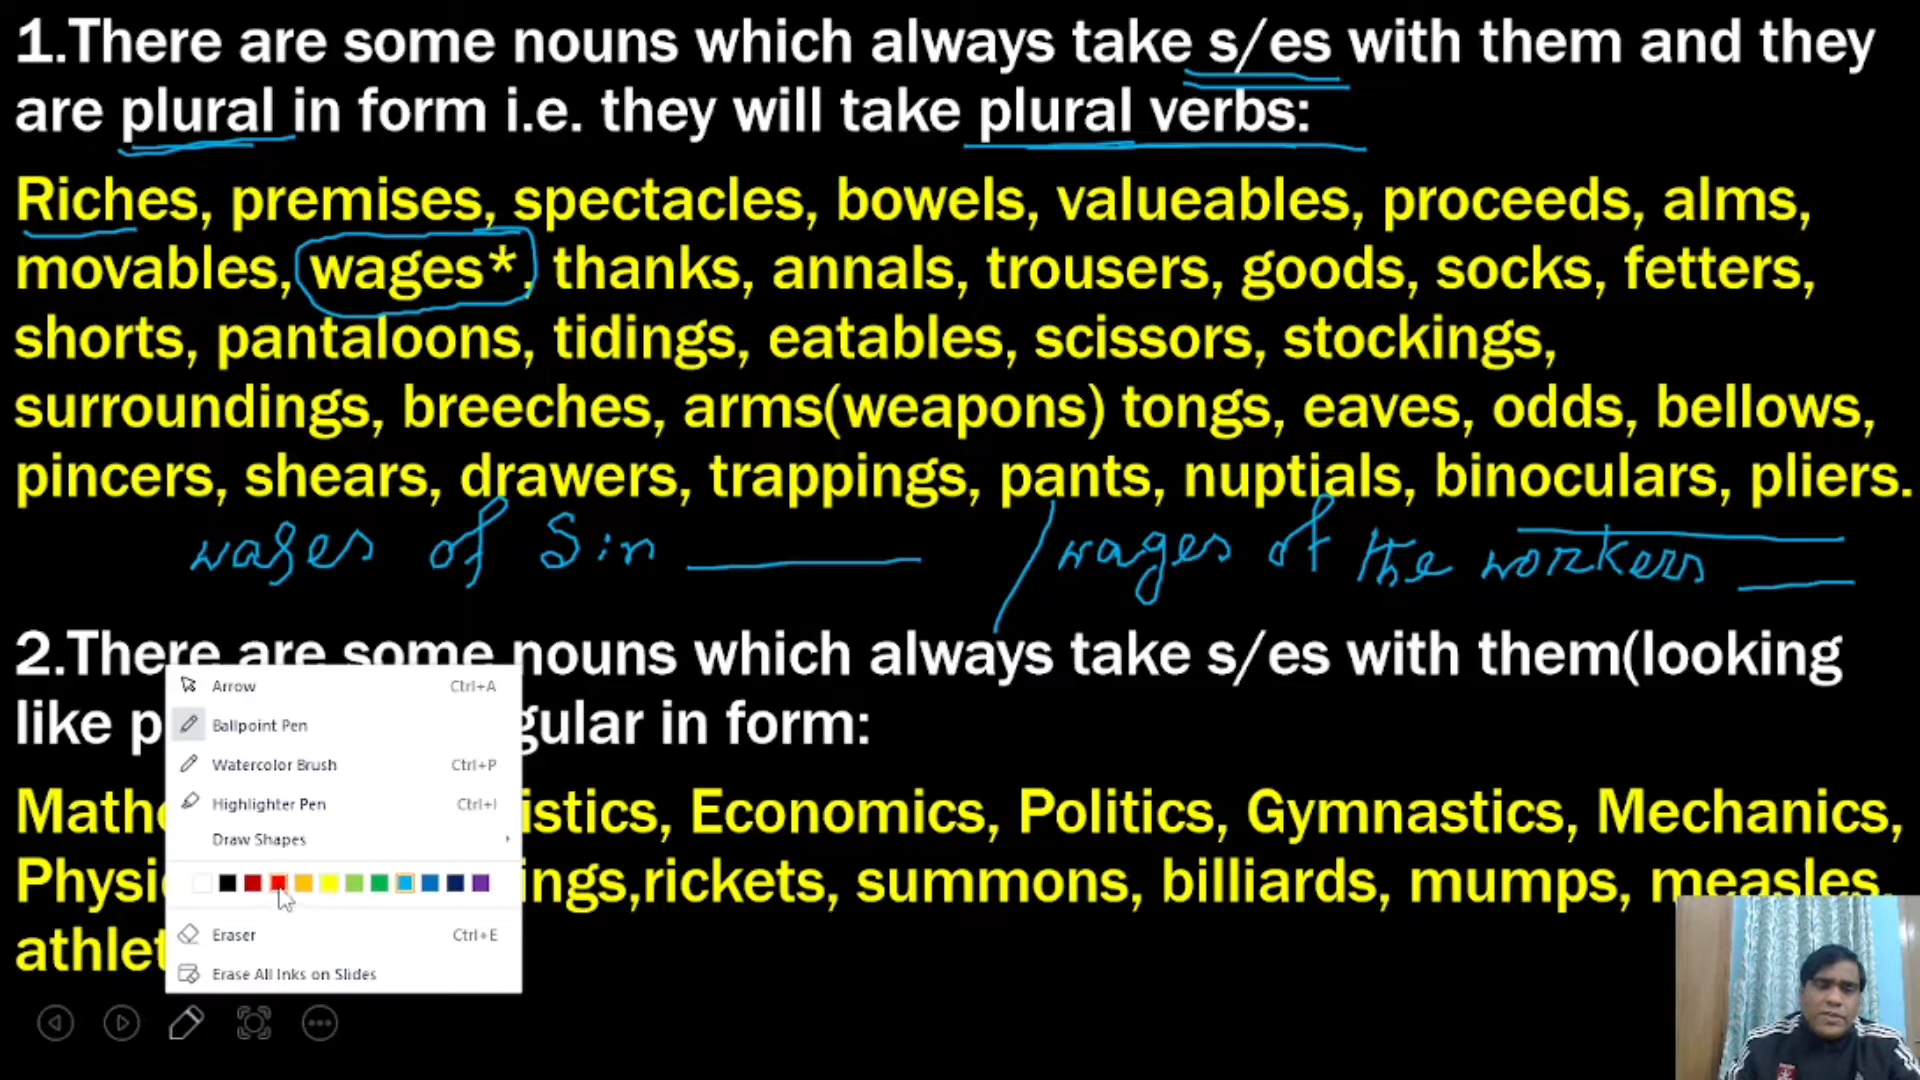 1.There are some nouns which always take s/es with them and they
are plural in form i.e. they will take plural verbs:
Riches, premises, spectacles, bowels, valueables, proceeds, alms,
movables, wages*, thanks, annals, trousers, goods, socks, fetters,
shorts, pantaloons, tidings, eatables, scissors, stockings,
surroundings, breeches, arms(weapons) tongs, eaves, odds, bellows,
pincers, shears, drawers, trappings, pants, nuptials, binoculars, pliers.
wages of Sin / wages of the workers
2.There are some nouns which always take s/es with them(looking
like p gular in form:
Arrow Ctrl+A
Ballpoint Pen
Watercolor Brush Ctrl+P
Highlighter Pen Ctrl+I
Draw Shapes
Eraser Ctrl+E
Erase All Inks on Slides
Mathe istics, Economics, Politics, Gymnastics, Mechanics,
Physi ings,rickets, summons, billiards, mumps, measles,
athlet